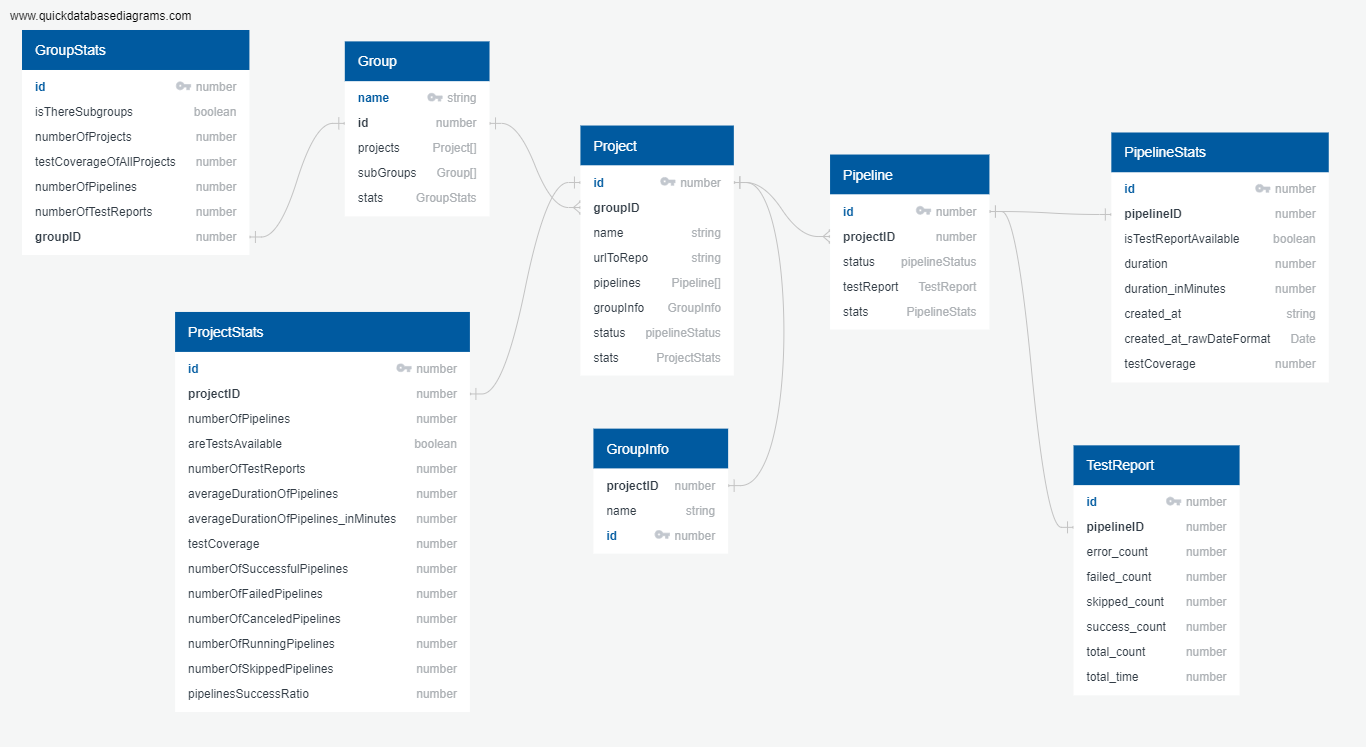 www.quickdatabasediagrams.com
GroupStats
id number
isThereSubgroups boolean
numberOfProjects number
testCoverageOfAllProjects number
numberOfPipelines number
numberOfTestReports number
groupID number
Group
name string
id number
projects Project[]
subGroups Group[]
stats GroupStats
Project
id number
groupID
name string
urlToRepo string
pipelines Pipeline[]
groupInfo GroupInfo
status pipelineStatus
stats ProjectStats
Pipeline
id number
projectID number
status pipelineStatus
testReport TestReport
stats PipelineStats
PipelineStats
id number
pipelineID number
isTestReportAvailable boolean
duration number
duration_inMinutes number
created_at string
created_at_rawDateFormat Date
testCoverage number
ProjectStats
id number
projectID number
numberOfPipelines number
areTestsAvailable boolean
numberOfTestReports number
averageDurationOfPipelines number
averageDurationOfPipelines_inMinutes number
testCoverage number
numberOfSuccessfulPipelines number
numberOfFailedPipelines number
numberOfCanceledPipelines number
numberOfRunningPipelines number
numberOfSkippedPipelines number
pipelinesSuccessRatio number
GroupInfo
projectID number
name string
id number
TestReport
id number
pipelineID number
error_count number
failed_count number
skipped_count number
success_count number
total_count number
total_time number